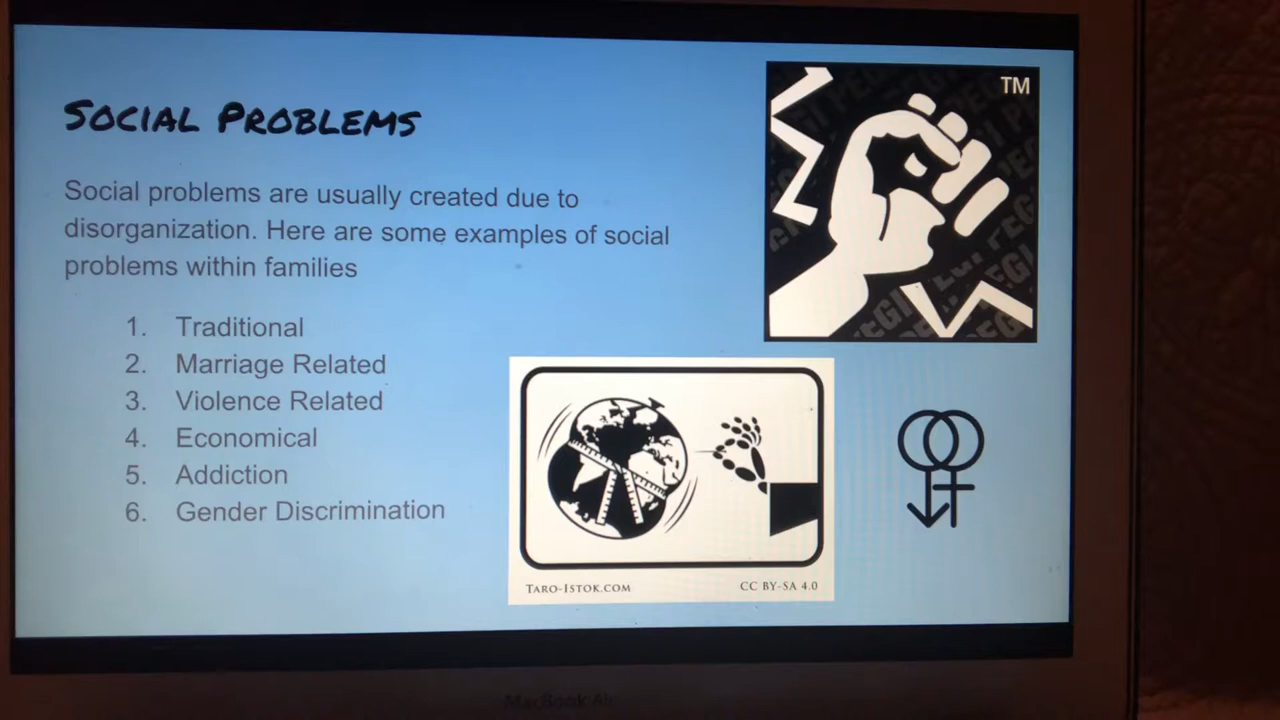 SOCIAL PROBLEMS
Social problems are usually created due to
disorganization. Here are some examples of social
problems within families
1. Traditional
2. Marriage Related
3. Violence Related
4. Economical
5. Addiction
6. Gender Discrimination
TM
TARO-ISTOK.COM
CC BY-SA 4.0
MacBook Air